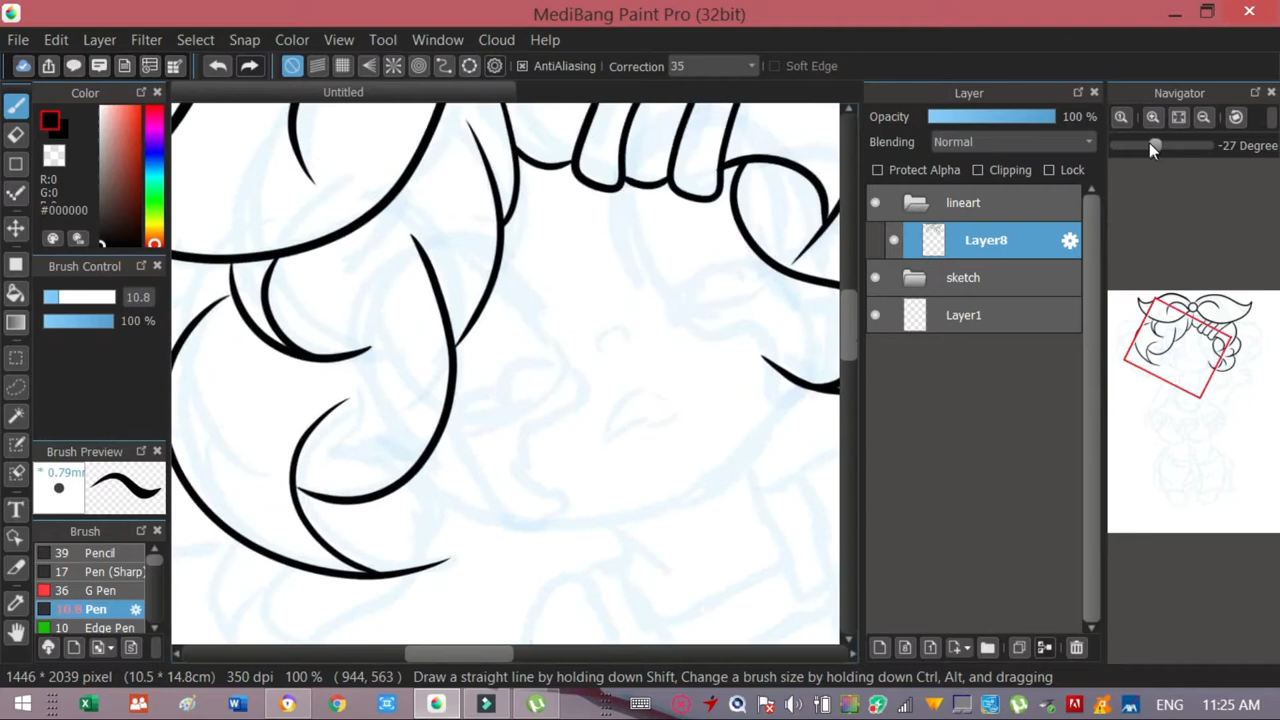 MediBang Paint Pro (32bit)
File Edit Layer Filter Select Snap Color View Tool Window Cloud Help
AntiAliasing Correction 35 Soft Edge
Color
Untitled
Layer
Navigator
Opacity 100 %
Blending Normal
-27 Degree
Protect Alpha Clipping Lock
R:0
G:0
B:0
#000000
lineart
Layer8
sketch
Layer1
Brush Control
10.8
100 %
Brush Preview
* 0.79mm
Brush
39 Pencil
17 Pen (Sharp)
36 G Pen
10.8 Pen
10 Edge Pen
1446 * 2039 pixel (10.5 * 14.8cm) 350 dpi 100 % ( 944, 563 ) Draw a straight line by holding down Shift, Change a brush size by holding down Ctrl, Alt, and dragging
11:25 AM